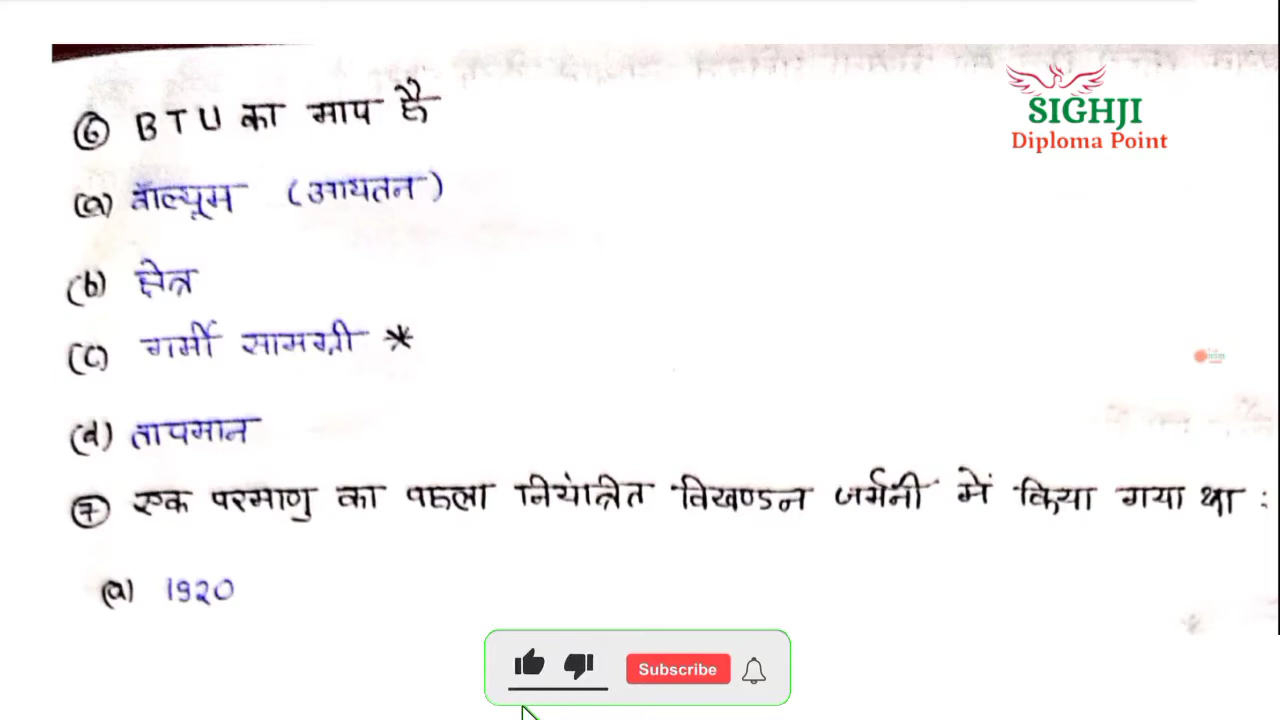 SIGHJI
Diploma Point
⑥ BTU का माप है
(a) वाल्यूम (आयतन)
(b) क्षेत्र
(c) गर्मी सामग्री *
(d) तापमान
⑦ एक परमाणु का पहला नियंत्रित विखण्डन जर्मनी में किया गया था :
(a) 1920
Subscribe